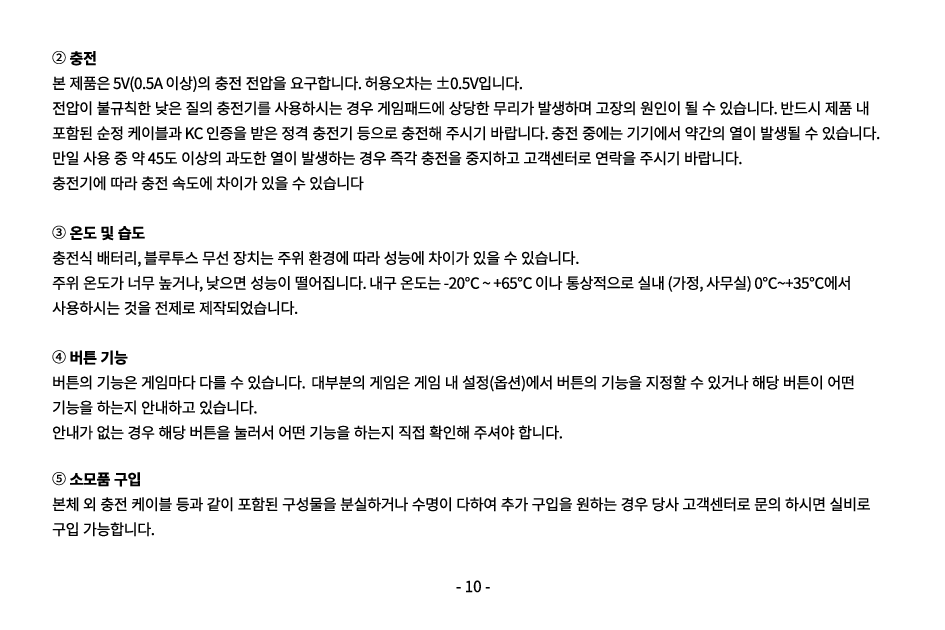 ② 충전
본 제품은 5V(0.5A 이상)의 충전 전압을 요구합니다. 허용오차는 ±0.5V입니다.
전압이 불규칙한 낮은 질의 충전기를 사용하시는 경우 게임패드에 상당한 무리가 발생하며 고장의 원인이 될 수 있습니다. 반드시 제품 내
포함된 순정 케이블과 KC 인증을 받은 정격 충전기 등으로 충전해 주시기 바랍니다. 충전 중에는 기기에서 약간의 열이 발생될 수 있습니다.
만일 사용 중 약 45도 이상의 과도한 열이 발생하는 경우 즉각 충전을 중지하고 고객센터로 연락을 주시기 바랍니다.
충전기에 따라 충전 속도에 차이가 있을 수 있습니다
③ 온도 및 습도
충전식 배터리, 블루투스 무선 장치는 주위 환경에 따라 성능에 차이가 있을 수 있습니다.
주위 온도가 너무 높거나, 낮으면 성능이 떨어집니다. 내구 온도는 -20℃ ~ +65℃ 이나 통상적으로 실내 (가정, 사무실) 0℃~+35℃에서
사용하시는 것을 전제로 제작되었습니다.
④ 버튼 기능
버튼의 기능은 게임마다 다를 수 있습니다. 대부분의 게임은 게임 내 설정(옵션)에서 버튼의 기능을 지정할 수 있거나 해당 버튼이 어떤
기능을 하는지 안내하고 있습니다.
안내가 없는 경우 해당 버튼을 눌러서 어떤 기능을 하는지 직접 확인해 주셔야 합니다.
⑤ 소모품 구입
본체 외 충전 케이블 등과 같이 포함된 구성물을 분실하거나 수명이 다하여 추가 구입을 원하는 경우 당사 고객센터로 문의 하시면 실비로
구입 가능합니다.
- 10 -